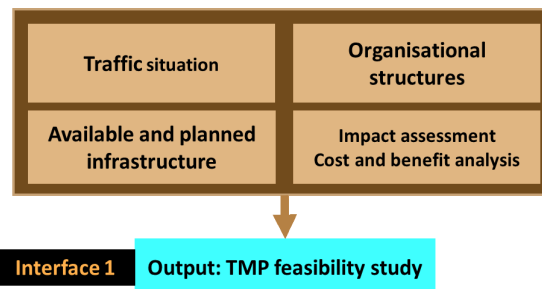 Traffic situation
Organisational
structures
Available and planned
infrastructure
Impact assessment
Cost and benefit analysis
Interface 1
Output: TMP feasibility study